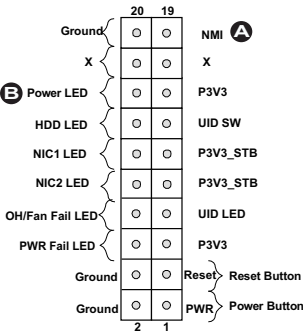 20 19
Ground NMI A
X X
B Power LED P3V3
HDD LED UID SW
NIC1 LED P3V3_STB
NIC2 LED P3V3_STB
OH/Fan Fail LED UID LED
PWR Fail LED P3V3
Ground Reset Reset Button
Ground PWR Power Button
2 1